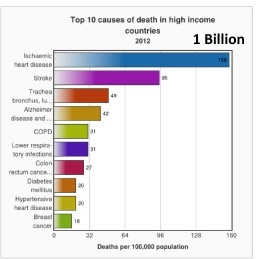 Top 10 causes of death in high income
countries
2012
1 Billion
Ischaemic
heart disease
158
Stroke
95
Trachea
bronchus, lu...
49
Alzheimer
disease and ...
42
COPD
31
Lower respira-
tory infections
31
Colon
rectum cance...
27
Diabetes
mellitus
20
Hypertensive
heart disease
20
Breast
cancer
16
0 32 64 96 128 160
Deaths per 100,000 population